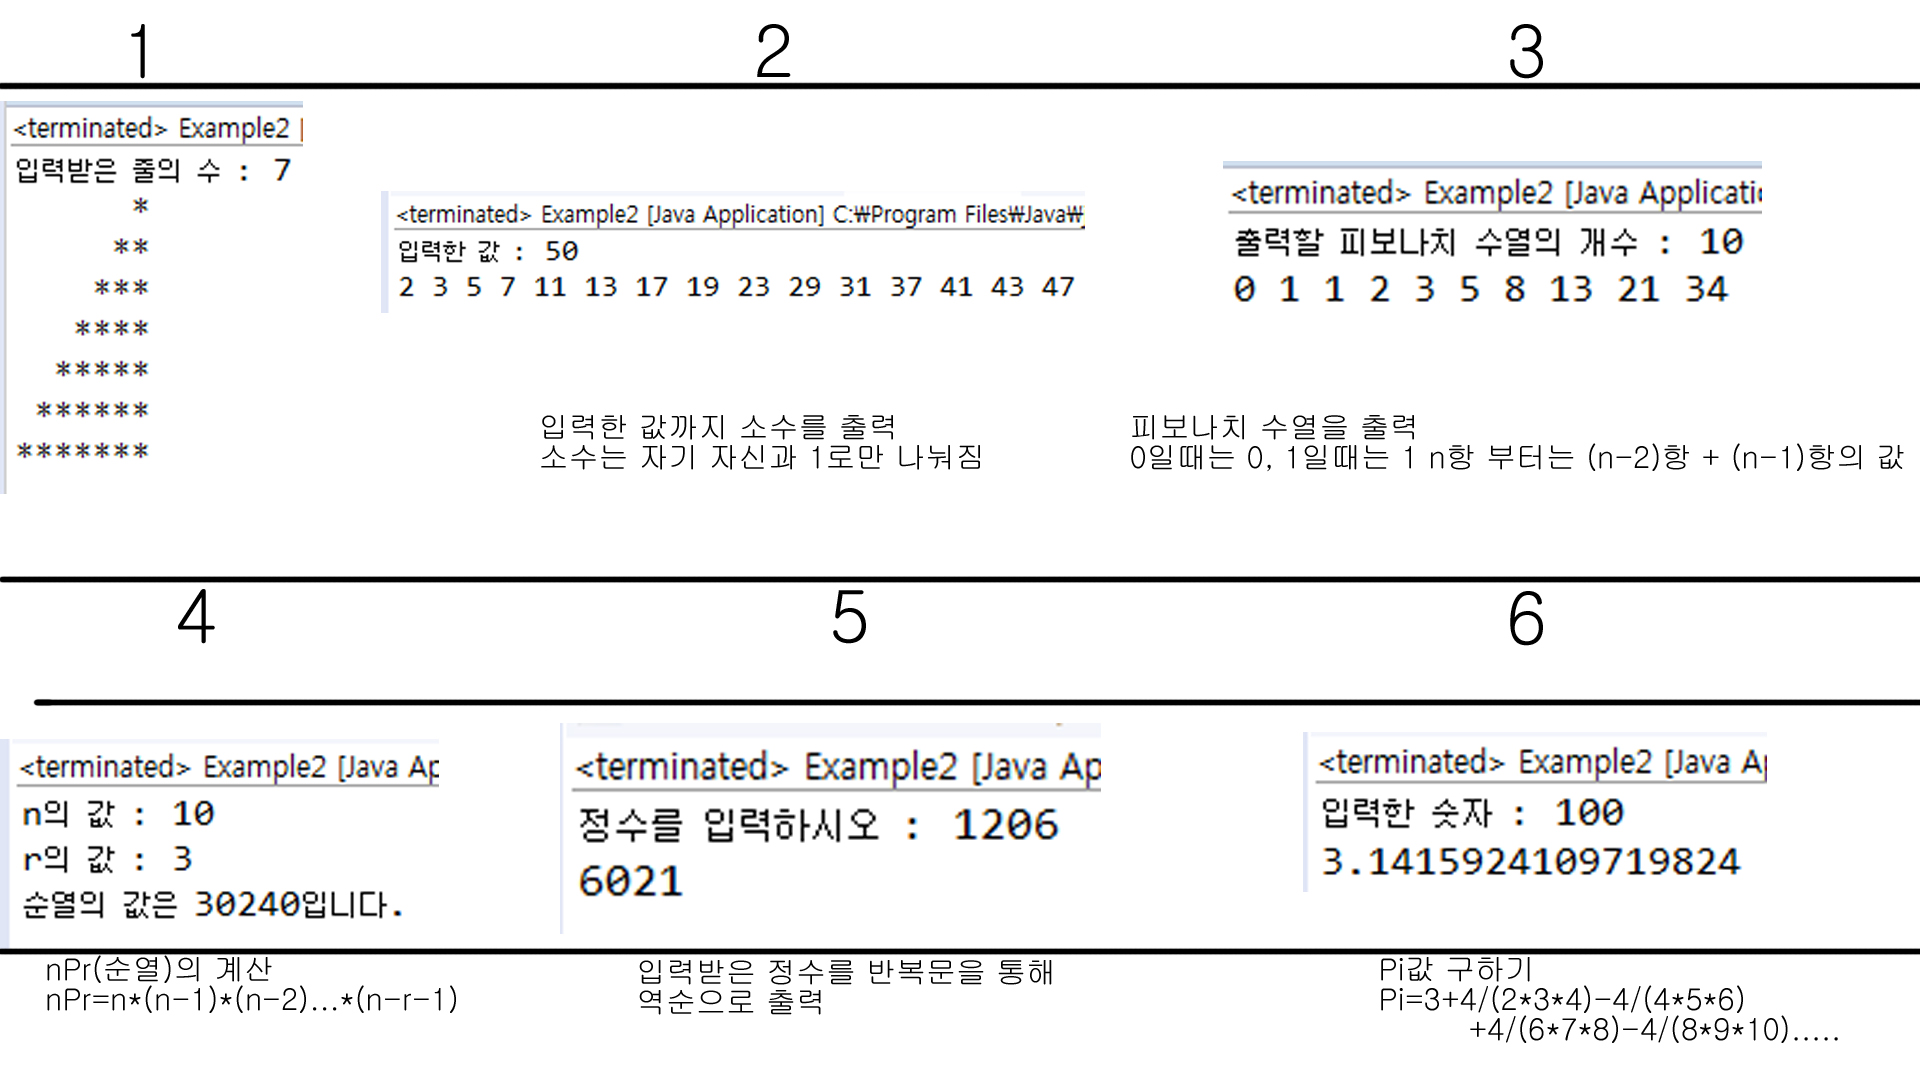 1
2
3
<terminated> Example2 [
입력받은 줄의 수 : 7
*
**
***
****
*****
******
*******
<terminated> Example2 [Java Application] C:₩Program Files₩Java₩
입력한 값 : 50
2 3 5 7 11 13 17 19 23 29 31 37 41 43 47
입력한 값까지 소수를 출력
소수는 자기 자신과 1로만 나눠짐
<terminated> Example2 [Java Applicati
출력할 피보나치 수열의 개수 : 10
0 1 1 2 3 5 8 13 21 34
피보나치 수열을 출력
0일때는 0, 1일때는 1 n항 부터는 (n-2)항 + (n-1)항의 값
4
5
6
<terminated> Example2 [Java Ap
n의 값 : 10
r의 값 : 3
순열의 값은 30240입니다.
nPr(순열)의 계산
nPr=n*(n-1)*(n-2)...*(n-r-1)
<terminated> Example2 [Java Ap
정수를 입력하시오 : 1206
6021
입력받은 정수를 반복문을 통해
역순으로 출력
<terminated> Example2 [Java A
입력한 숫자 : 100
3.1415924109719824
Pi값 구하기
Pi=3+4/(2*3*4)-4/(4*5*6)
+4/(6*7*8)-4/(8*9*10).....